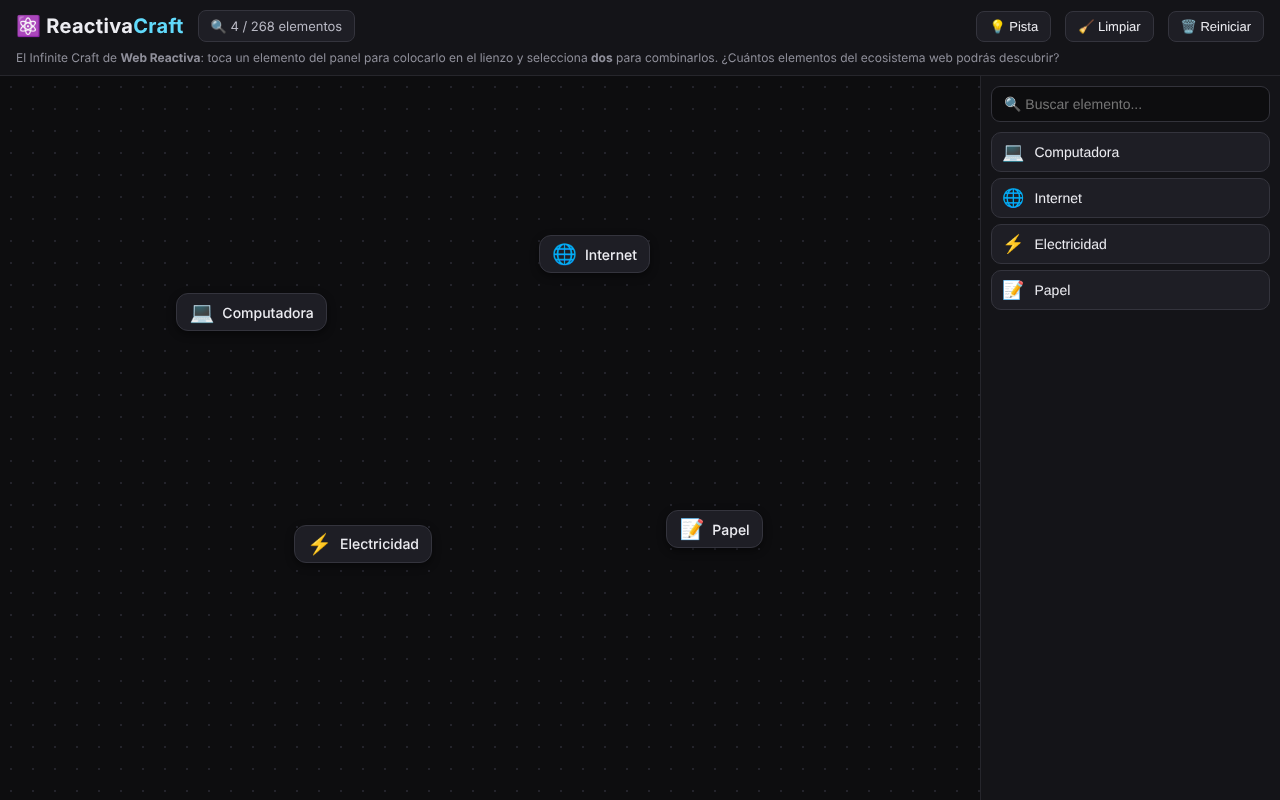 ⚛️ ReactivaCraft
🔍 4 / 268 elementos
💡 Pista
🧹 Limpiar
🗑️ Reiniciar
El Infinite Craft de Web Reactiva: toca un elemento del panel para colocarlo en el lienzo y selecciona dos para combinarlos. ¿Cuántos elementos del ecosistema web podrás descubrir?
🔍 Buscar elemento...
💻 Computadora
🌐 Internet
⚡ Electricidad
📝 Papel
🌐 Internet
💻 Computadora
📝 Papel
⚡ Electricidad